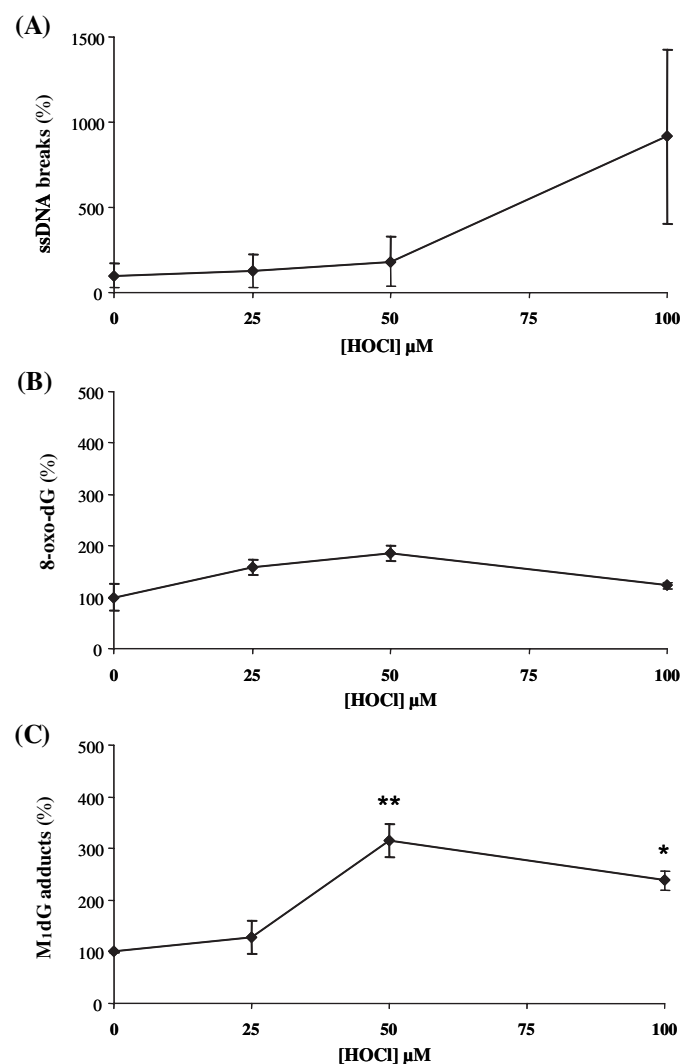 (A)
ssDNA breaks (%)
1500
1000
500
0
0 25 50 75 100
[HOCl] µM
(B)
8-oxo-dG (%)
500
400
300
200
100
0
0 25 50 75 100
[HOCl] µM
(C)
M1dG adducts (%)
500
400
300
200
100
0
**
*
0 25 50 75 100
[HOCl] µM